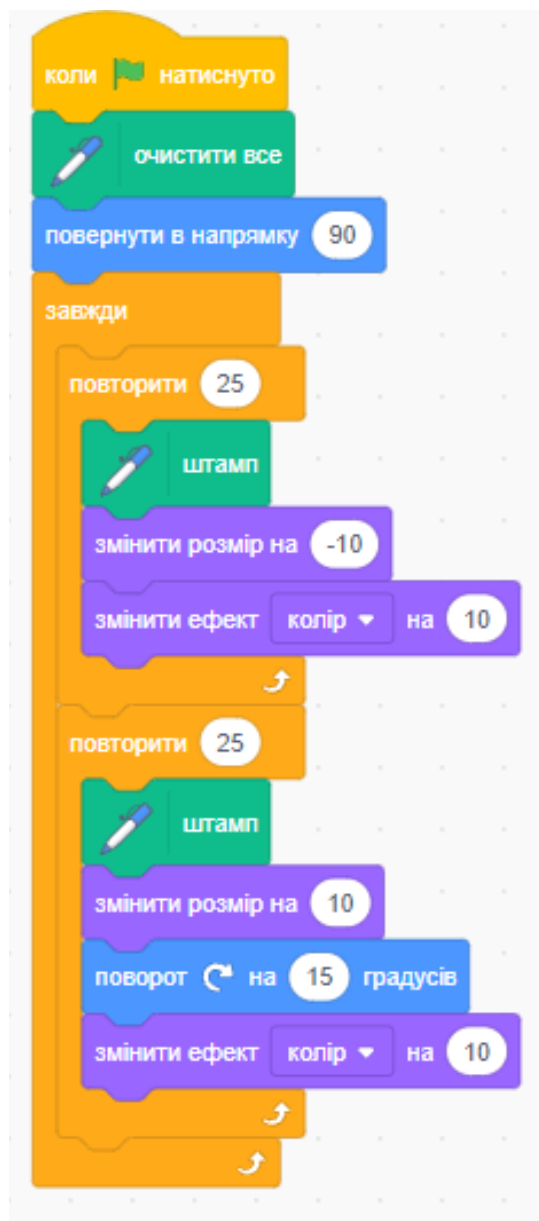 коли натиснуто
очистити все
повернути в напрямку 90
завжди
повторити 25
штамп
змінити розмір на -10
змінити ефект колір на 10
повторити 25
штамп
змінити розмір на 10
поворот на 15 градусів
змінити ефект колір на 10